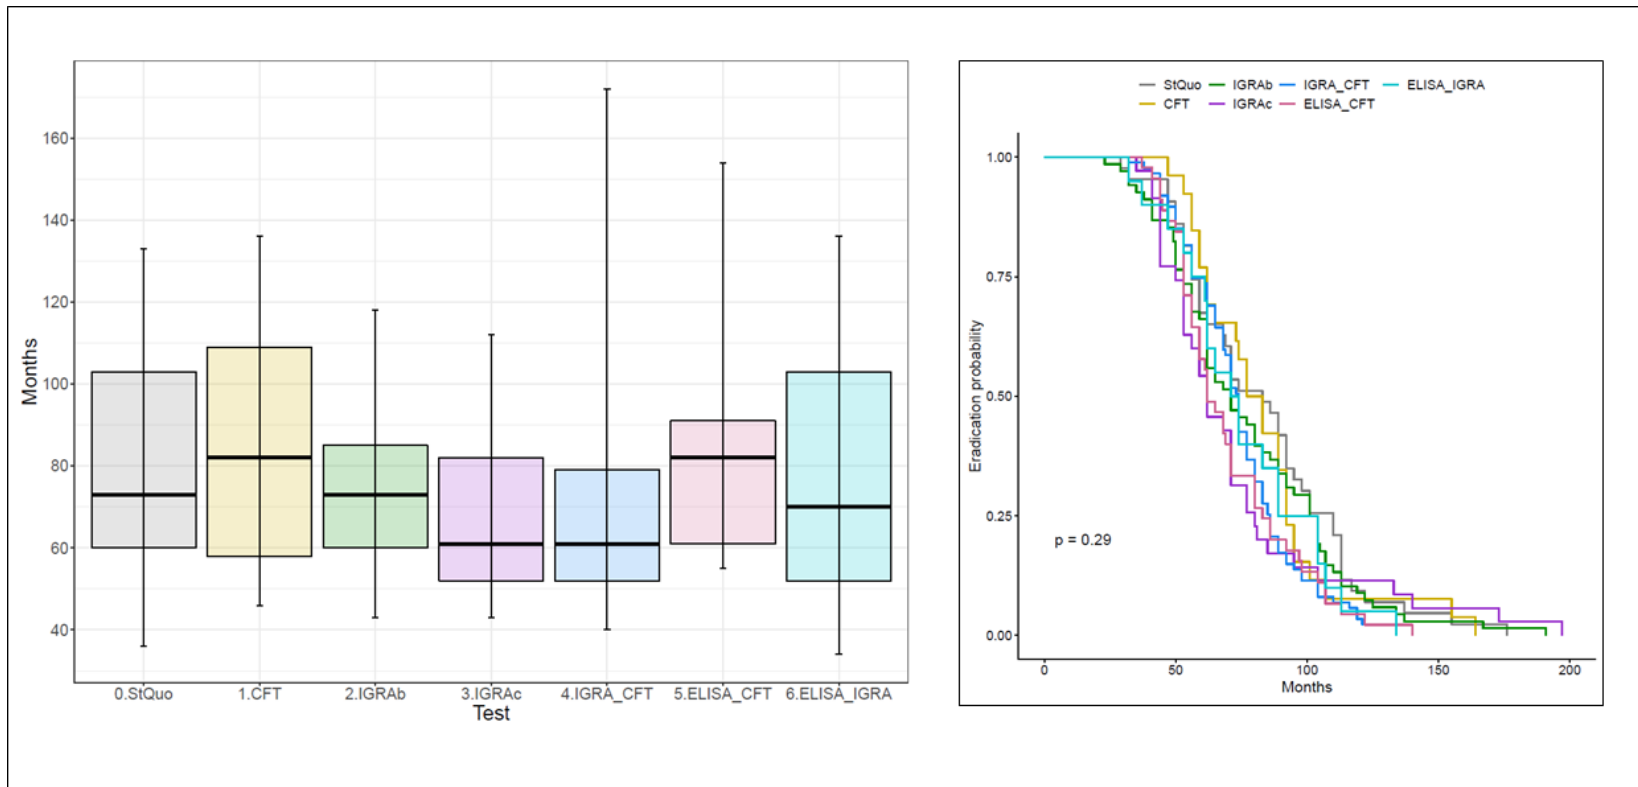 Months
160
140
120
100
80
60
40
0.StQuo 1.CFT 2.IGRAb 3.IGRAc 4.IGRA_CFT 5.ELISA_CFT 6.ELISA_IGRA
Test
StQuo IGRAb IGRA_CFT ELISA_IGRA
CFT IGRAc ELISA_CFT
Eradication probability
1.00
0.75
0.50
0.25
0.00
p = 0.29
0 50 100 150 200
Months